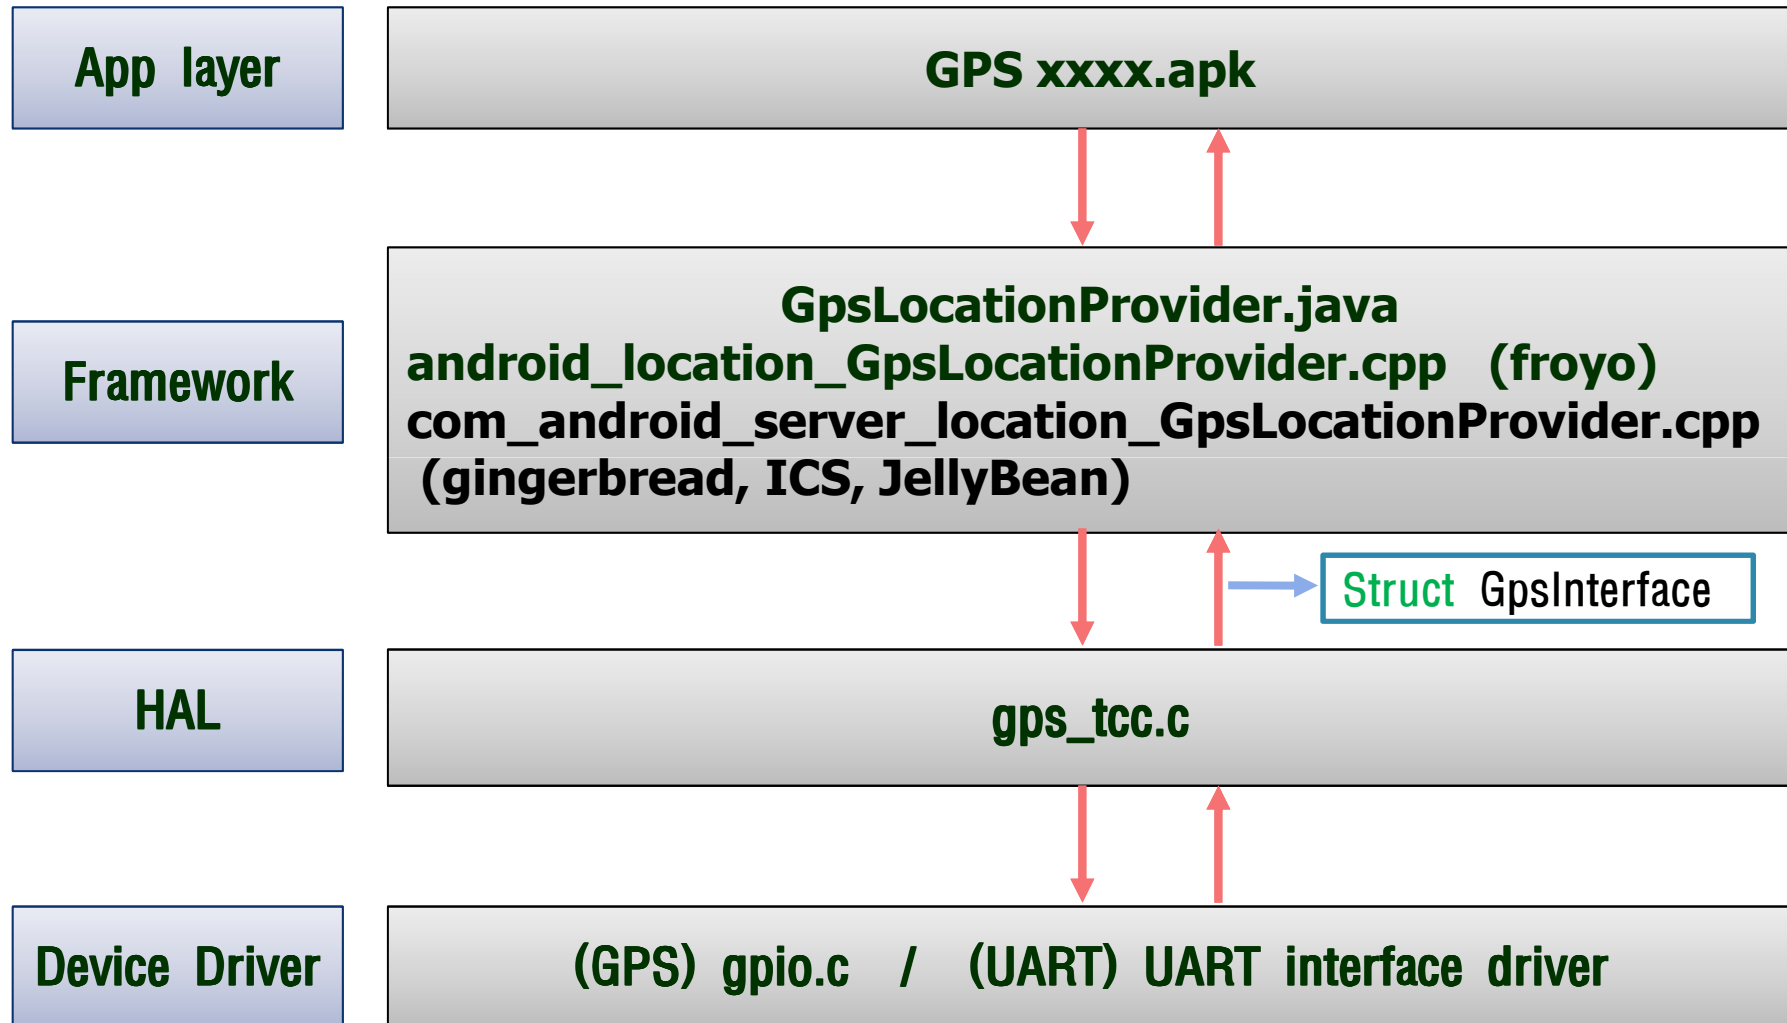 App layer
GPS xxxx.apk
Framework
GpsLocationProvider.java
android_location_GpsLocationProvider.cpp (froyo)
com_android_server_location_GpsLocationProvider.cpp
(gingerbread, ICS, JellyBean)
Struct GpsInterface
HAL
gps_tcc.c
Device Driver
(GPS) gpio.c / (UART) UART interface driver